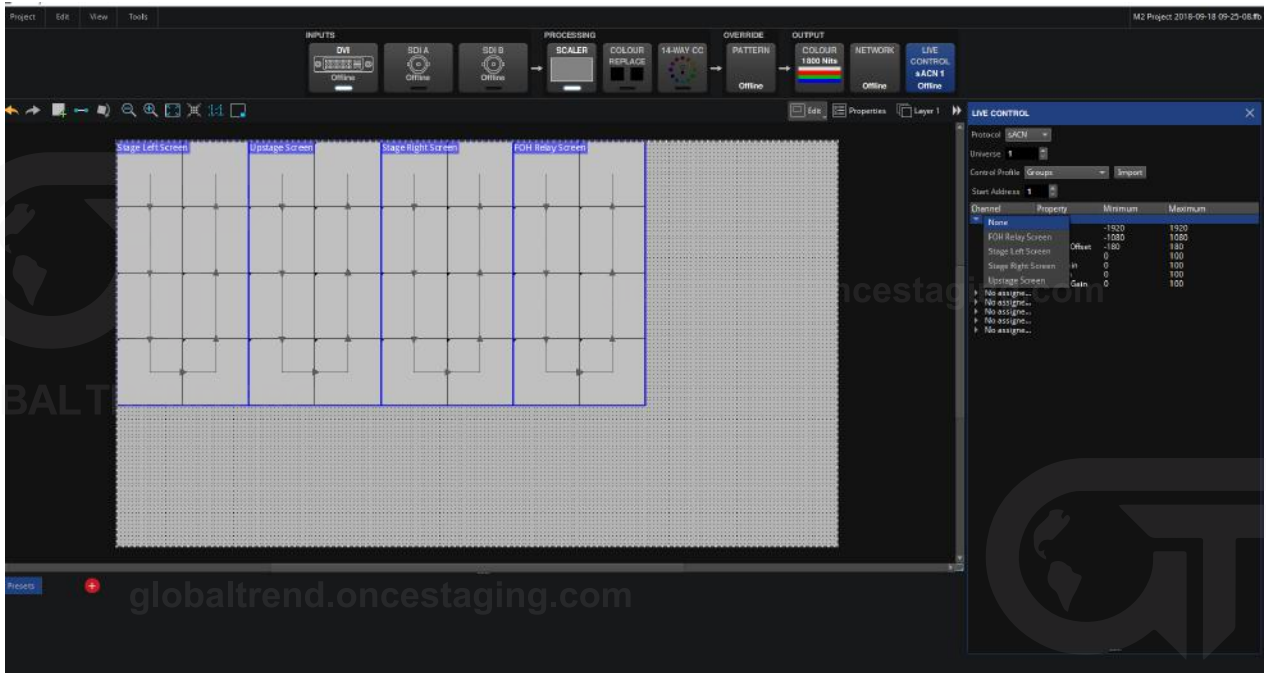 Project Edit View Tools
M2 Project 2018-09-18 09-25-08.ffb
INPUTS PROCESSING OVERRIDE OUTPUT
DVI SDI A SDI B SCALER COLOUR REPLACE 14-WAY CC PATTERN COLOUR NETWORK LIVE CONTROL
1800 Nits sACN 1
Offline Offline Offline Offline Offline Offline
Edit Properties Layer 1
LIVE CONTROL
Protocol sACN
Universe 1
Control Profile Groups Import
Start Address 1
Channel Property Minimum Maximum
None
-1920 1920
FOH Relay Screen -1080 1080
Offset -180 180
Stage Left Screen 0 100
Stage Right Screen in 0 100
0 100
Upstage Screen Gain 0 100
No assigne...
No assigne...
No assigne...
No assigne...
No assigne...
Stage Left Screen Upstage Screen Stage Right Screen FOH Relay Screen
Presets
globaltrend.oncestaging.com